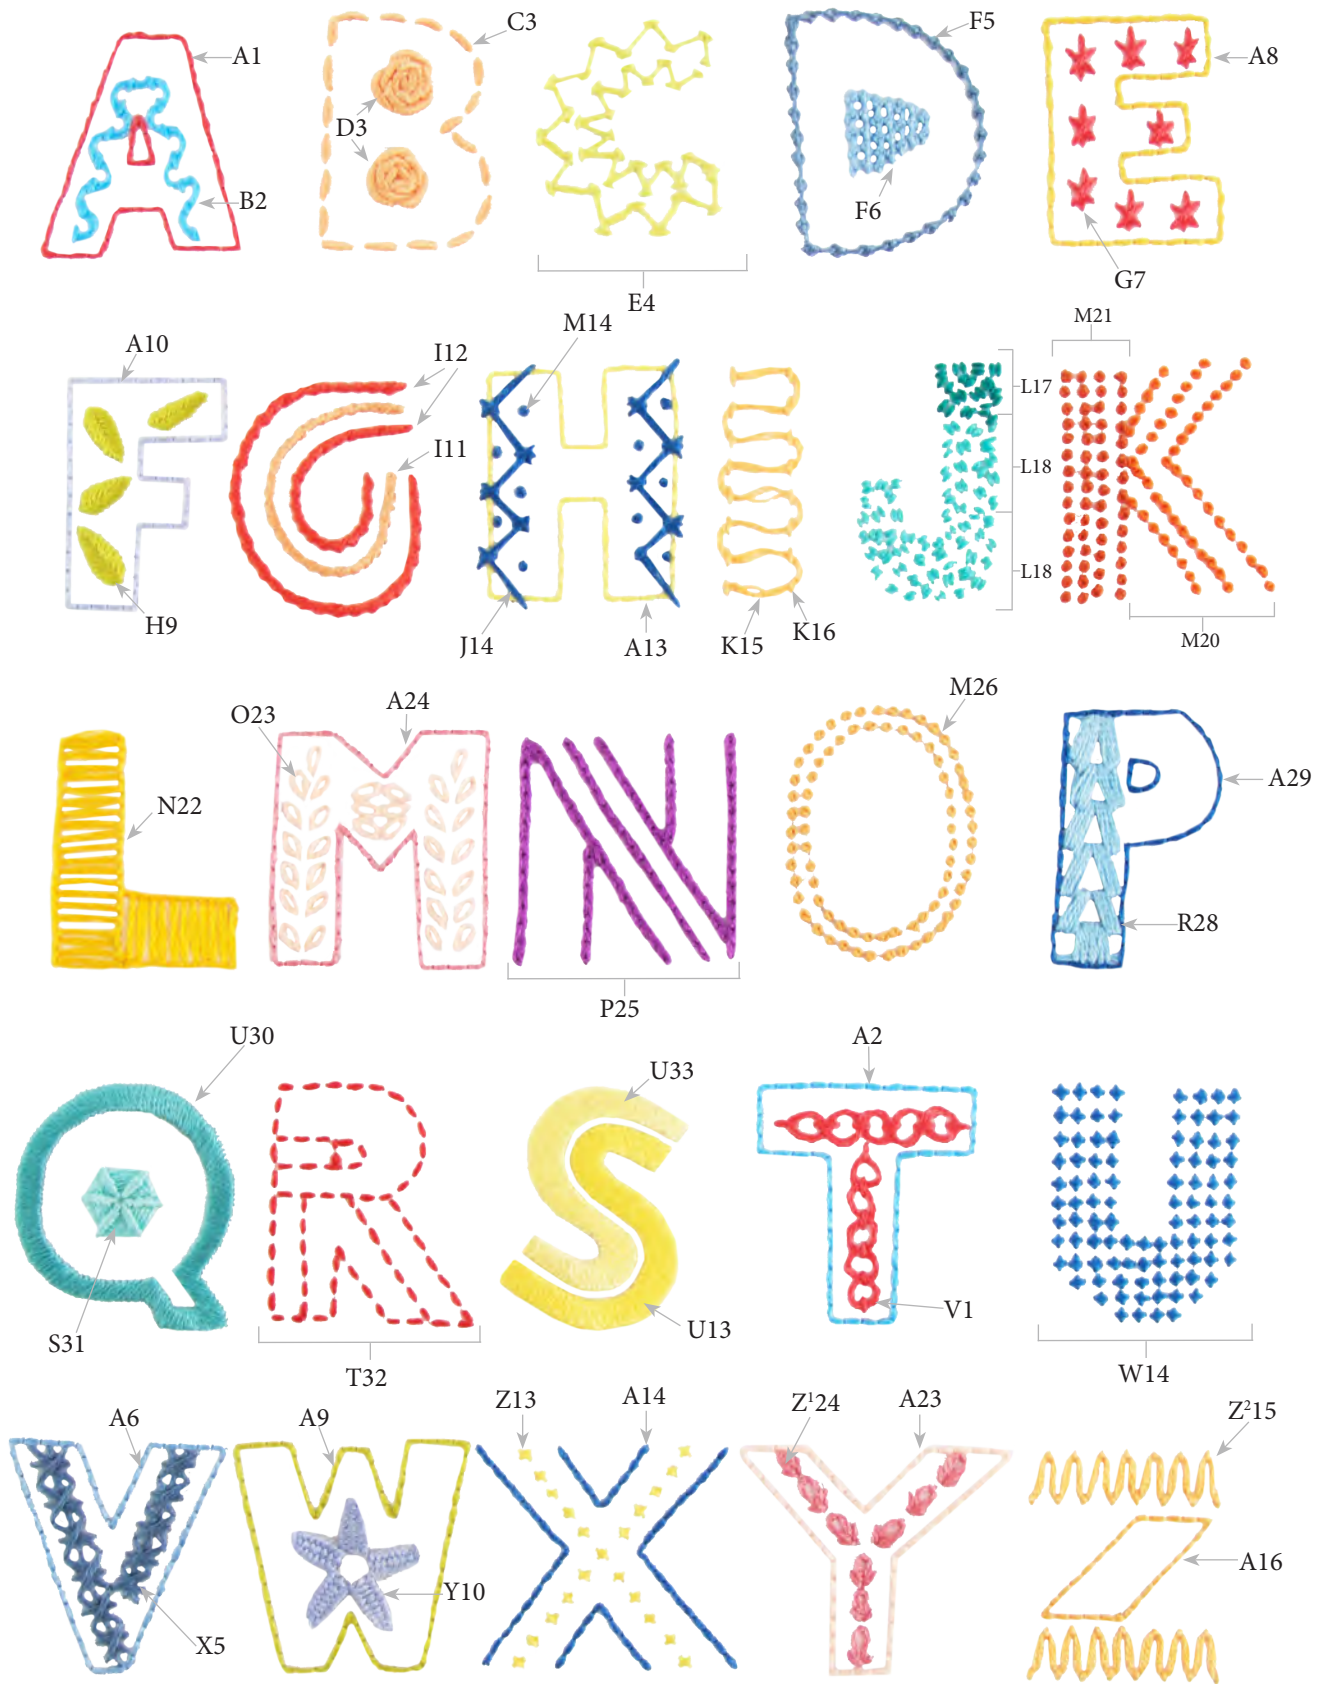 A1
B2
C3
D3
E4
F5
F6
A8
G7
A10
H9
I12
I11
M14
J14
A13
K15
K16
L17
L18
L18
M21
M20
N22
O23
A24
P25
M26
A29
R28
U30
S31
T32
U33
U13
A2
V1
W14
A6
X5
A9
Y10
Z13
A14
Z¹24
A23
Z²15
A16